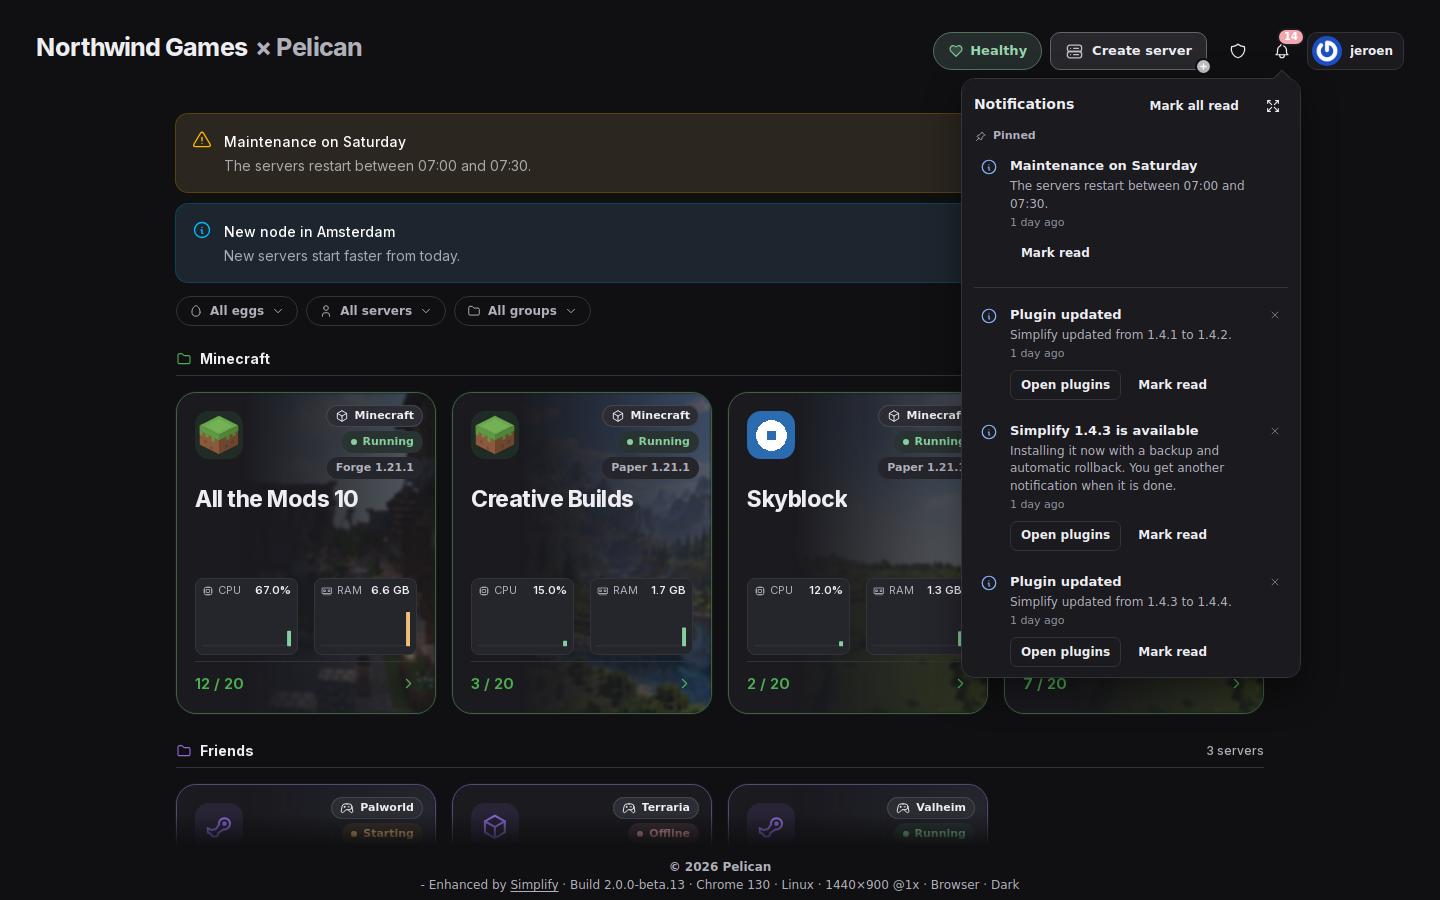 Northwind Games × Pelican
Healthy
Create server
14
jeroen
Notifications
Mark all read
Pinned
Maintenance on Saturday
The servers restart between 07:00 and
07:30.
1 day ago
Mark read
Plugin updated
Simplify updated from 1.4.1 to 1.4.2.
1 day ago
Open plugins
Mark read
Simplify 1.4.3 is available
Installing it now with a backup and
automatic rollback. You get another
notification when it is done.
1 day ago
Open plugins
Mark read
Plugin updated
Simplify updated from 1.4.3 to 1.4.4.
1 day ago
Open plugins
Mark read
Maintenance on Saturday
The servers restart between 07:00 and 07:30.
New node in Amsterdam
New servers start faster from today.
All eggs
All servers
All groups
Minecraft
Minecraft
Running
Forge 1.21.1
All the Mods 10
CPU 67.0%
RAM 6.6 GB
12 / 20
Minecraft
Running
Paper 1.21.1
Creative Builds
CPU 15.0%
RAM 1.7 GB
3 / 20
Minecraft
Running
Paper 1.21.1
Skyblock
CPU 12.0%
RAM 1.3 GB
2 / 20
7 / 20
Friends
3 servers
Palworld
Starting
Terraria
Offline
Valheim
Running
© 2026 Pelican
- Enhanced by Simplify · Build 2.0.0-beta.13 · Chrome 130 · Linux · 1440×900 @1x · Browser · Dark